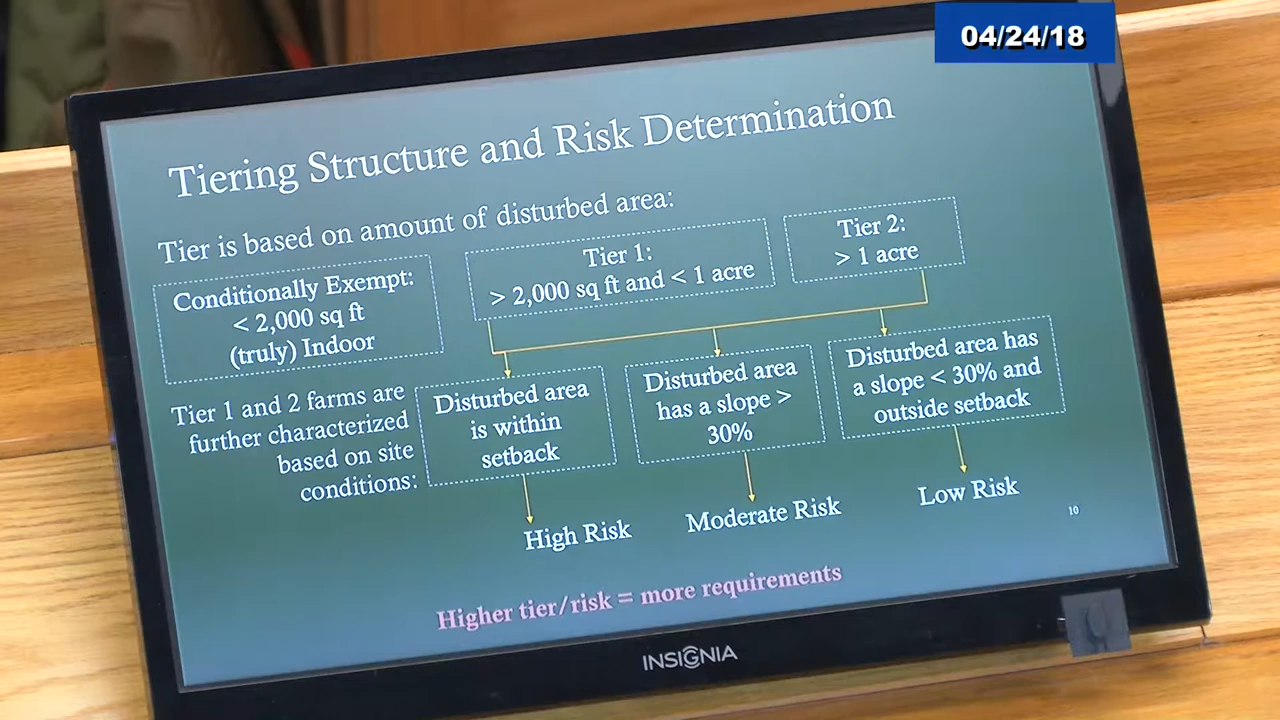 04/24/18
Tiering Structure and Risk Determination
Tier is based on amount of disturbed area:
Conditionally Exempt:
< 2,000 sq ft
(truly) Indoor
Tier 1:
> 2,000 sq ft and < 1 acre
Tier 2:
> 1 acre
Tier 1 and 2 farms are
further characterized
based on site
conditions:
Disturbed area
is within
setback
Disturbed area
has a slope >
30%
Disturbed area has
a slope < 30% and
outside setback
High Risk
Moderate Risk
Low Risk
10
Higher tier/risk = more requirements
INSIGNIA